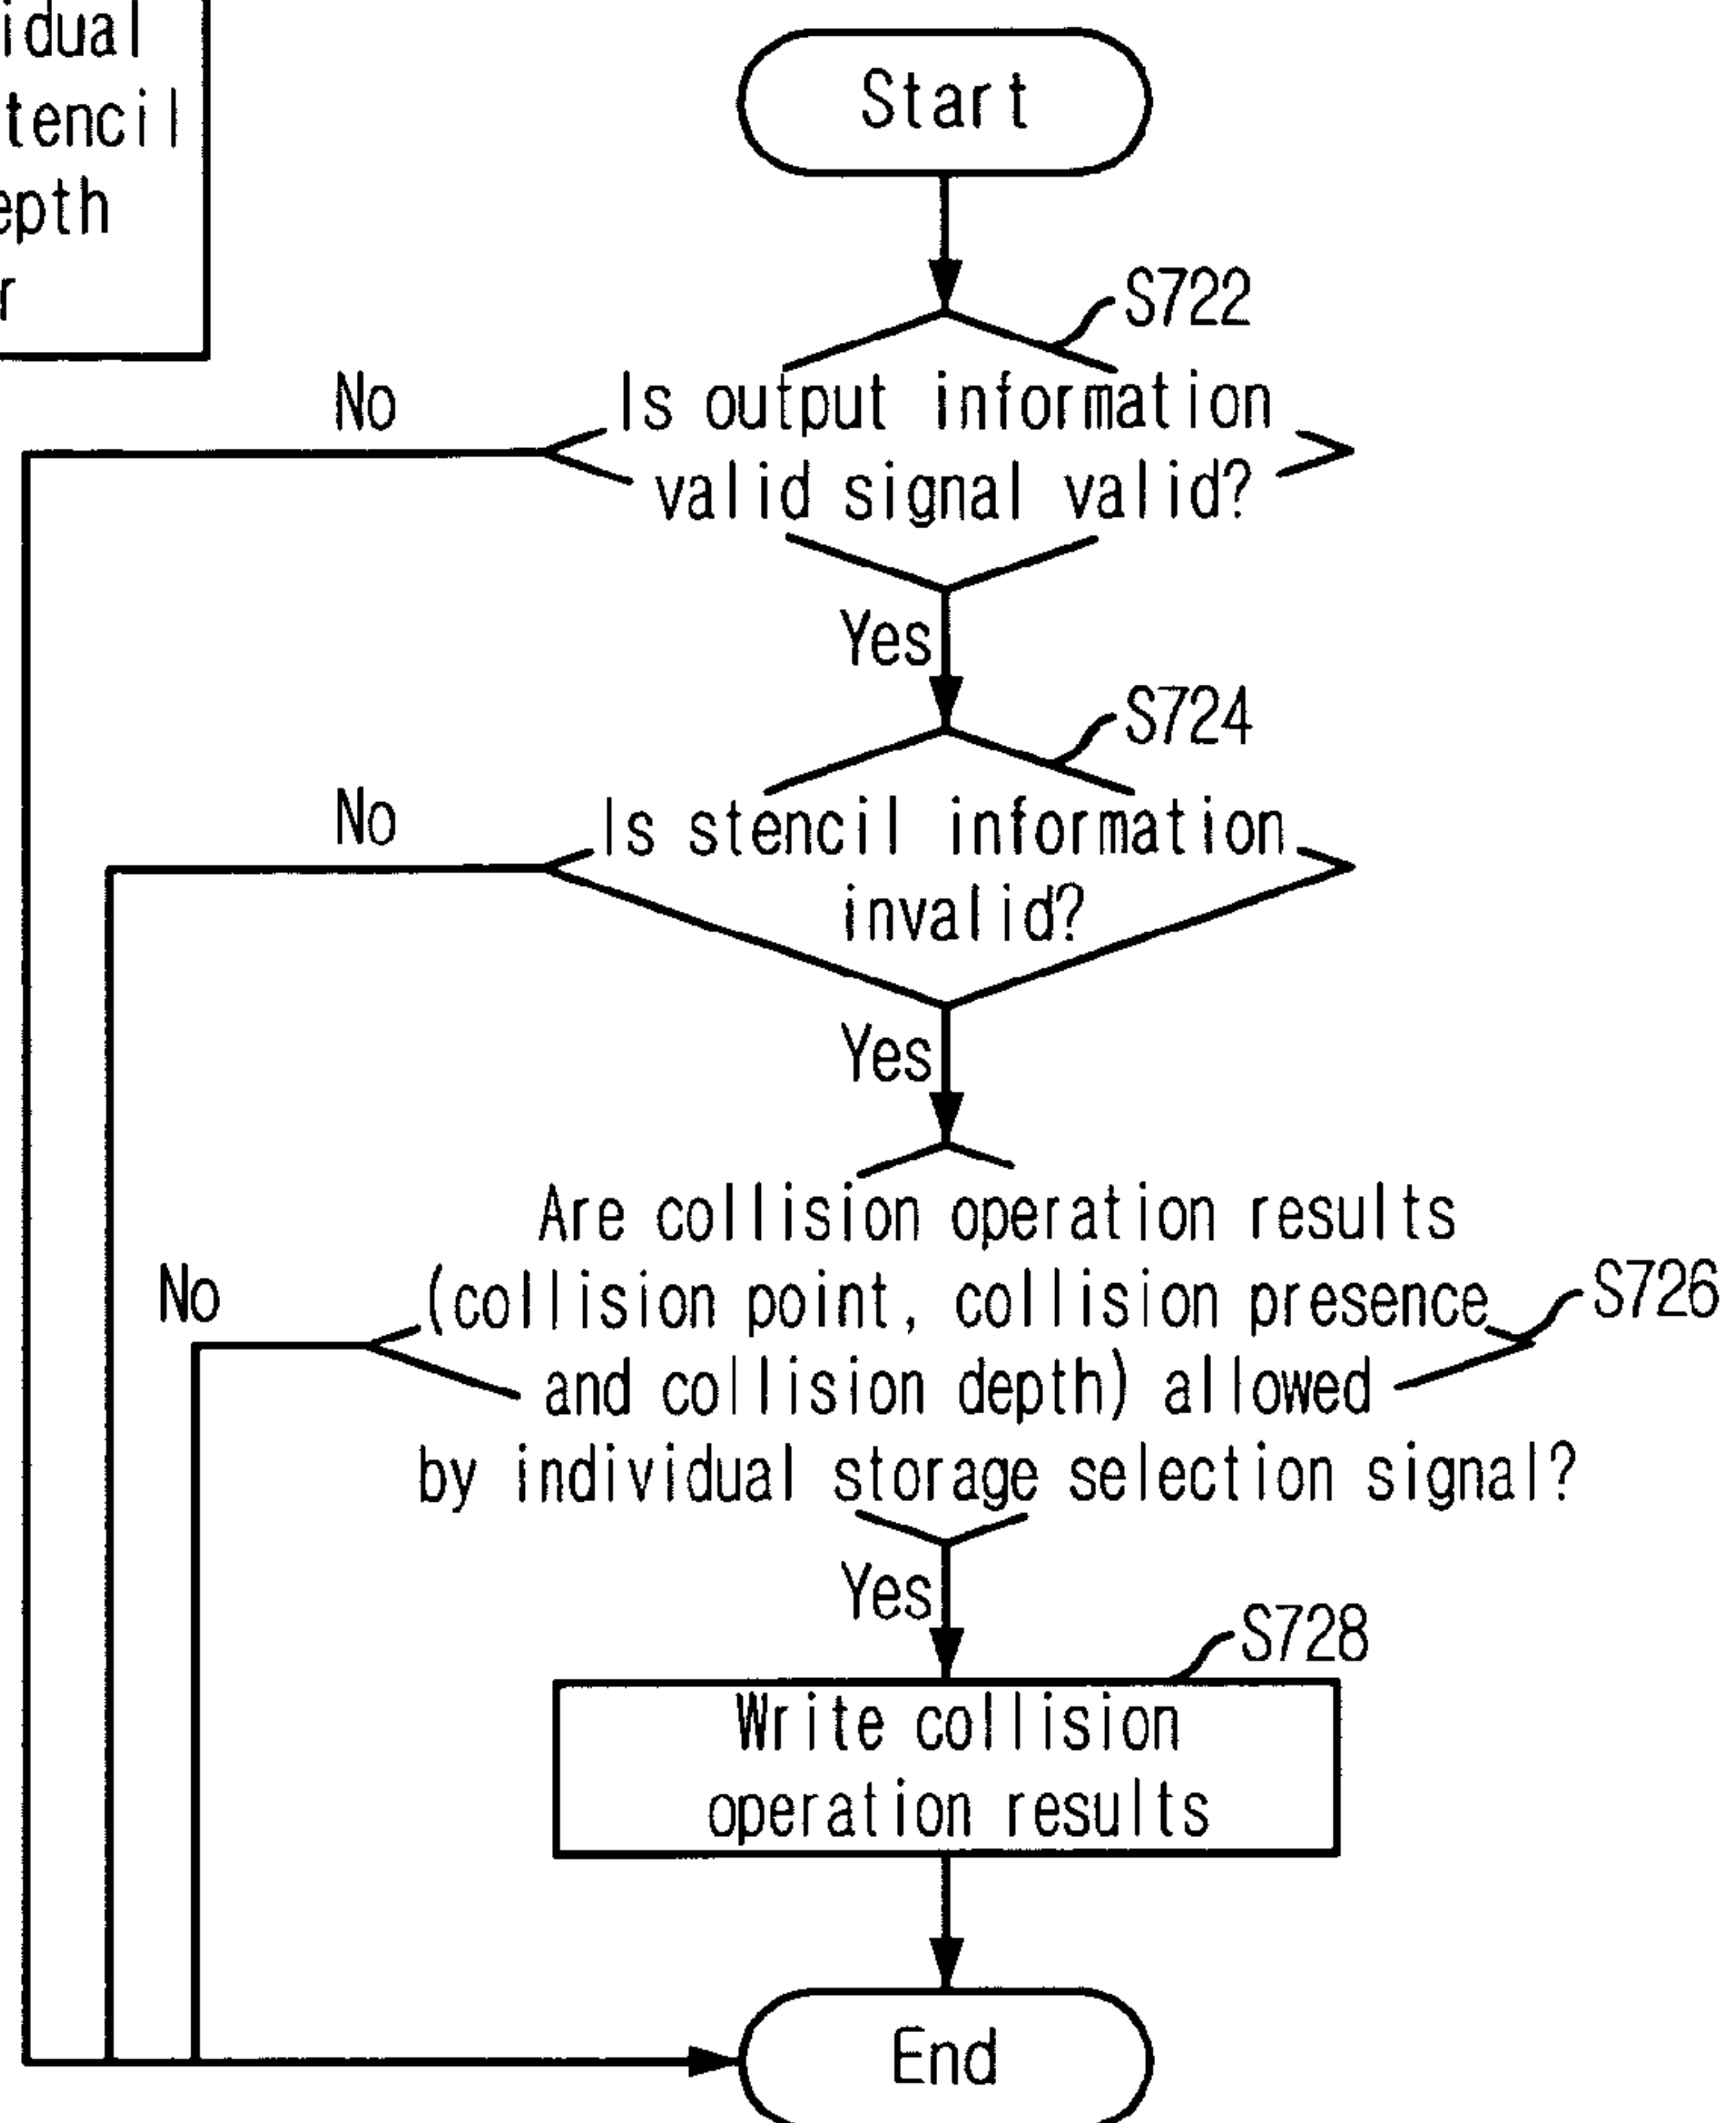 idual
tencil
epth
r
Start
S722
No
Is output information
valid signal valid?
Yes
S724
No
Is stencil information
invalid?
Yes
Are collision operation results
No
(collision point, collision presence
S726
and collision depth) allowed
by individual storage selection signal?
Yes
S728
Write collision
operation results
End